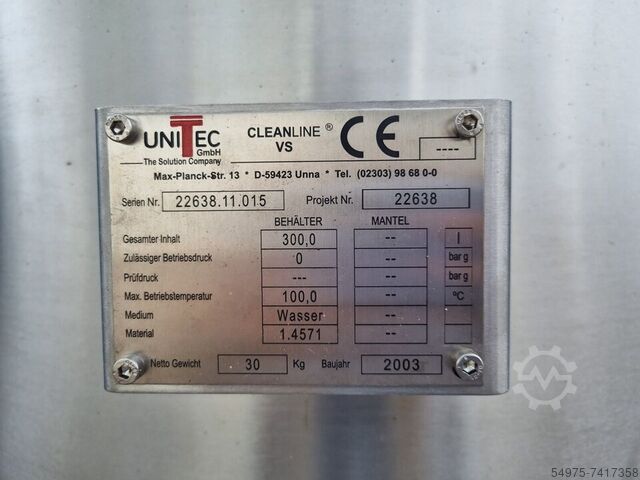 UNITEC GmbH
The Solution Company
CLEANLINE ® VS
CE
----
Max-Planck-Str. 13 * D-59423 Unna * Tel. (02303) 98 68 0-0
Serien Nr. 22638.11.015 Projekt Nr. 22638
BEHÄLTER MANTEL
Gesamter Inhalt 300,0 -- l
Zulässiger Betriebsdruck 0 -- bar g
Prüfdruck --- -- bar g
Max. Betriebstemperatur 100,0 -- ºC
Medium Wasser --
Material 1.4571 --
Netto Gewicht 30 Kg Baujahr 2003
54975-7417358